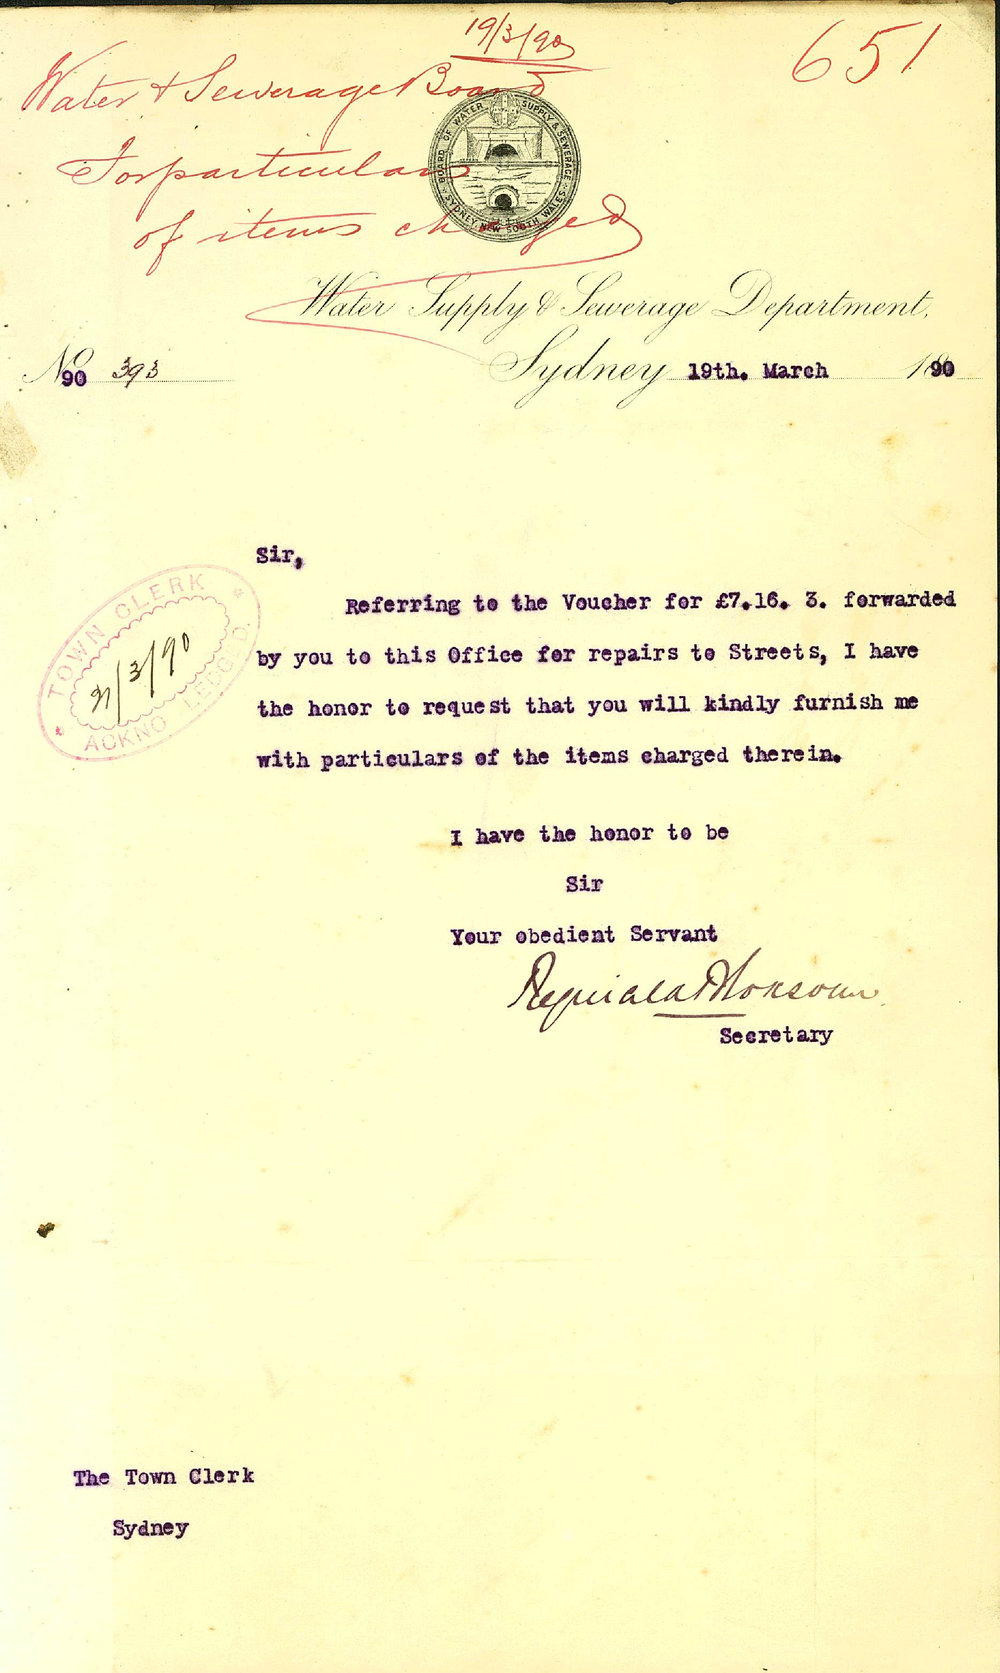 19/3/90
651
Water & Sewerage Board
For particulars
of items charged
BOARD OF WATER SUPPLY & SEWERAGE
SYDNEY NEW SOUTH WALES
Water Supply & Sewerage Department,
No 90 393
Sydney 19th. March 1890
Sir,
Referring to the Voucher for £7.16. 3. forwarded
by you to this Office for repairs to Streets, I have
the honor to request that you will kindly furnish me
with particulars of the items charged therein.
TOWN CLERK
/3/90
ACKNOWLEDGED.
I have the honor to be
Sir
Your obedient Servant
Secretary
The Town Clerk
Sydney